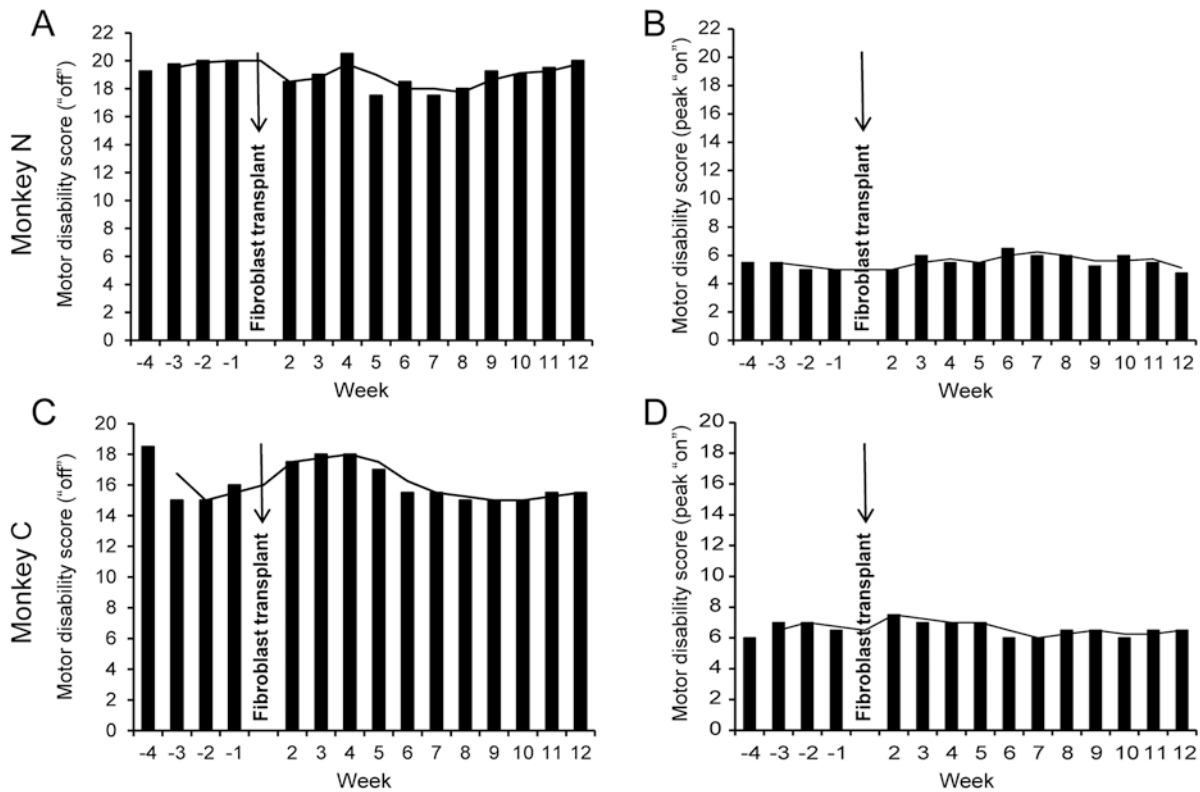 A
Monkey N
Motor disability score (“off”)
22
20
18
16
14
12
10
8
6
4
2
0
Fibroblast transplant
-4 -3 -2 -1 2 3 4 5 6 7 8 9 10 11 12
Week
B
Motor disability score (peak “on”)
22
20
18
16
14
12
10
8
6
4
2
0
Fibroblast transplant
-4 -3 -2 -1 2 3 4 5 6 7 8 9 10 11 12
Week
C
Monkey C
Motor disability score (“off”)
20
18
16
14
12
10
8
6
4
2
0
Fibroblast transplant
-4 -3 -2 -1 2 3 4 5 6 7 8 9 10 11 12
Week
D
Motor disability score (peak “on”)
20
18
16
14
12
10
8
6
4
2
0
Fibroblast transplant
-4 -3 -2 -1 2 3 4 5 6 7 8 9 10 11 12
Week